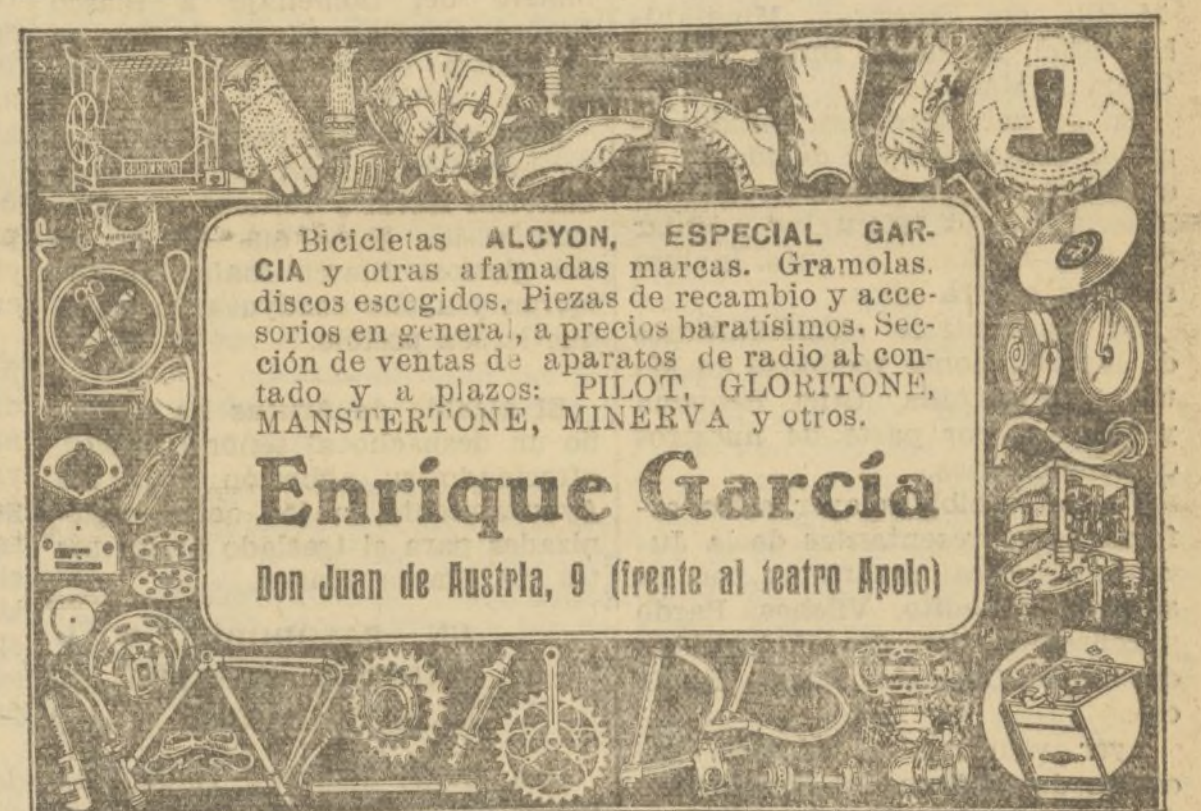 Bicicletas ALCYON, ESPECIAL GAR-
CIA y otras afamadas marcas. Gramolas.
discos escogidos. Piezas de recambio y acce-
sorios en general, a precios baratísimos. Sec-
ción de ventas de aparatos de radio al con-
tado y a plazos: PILOT, GLORITONE,
MANSTERTONE, MINERVA y otros.
Enrique García
Don Juan de Austria, 9 (frente al teatro Apolo)